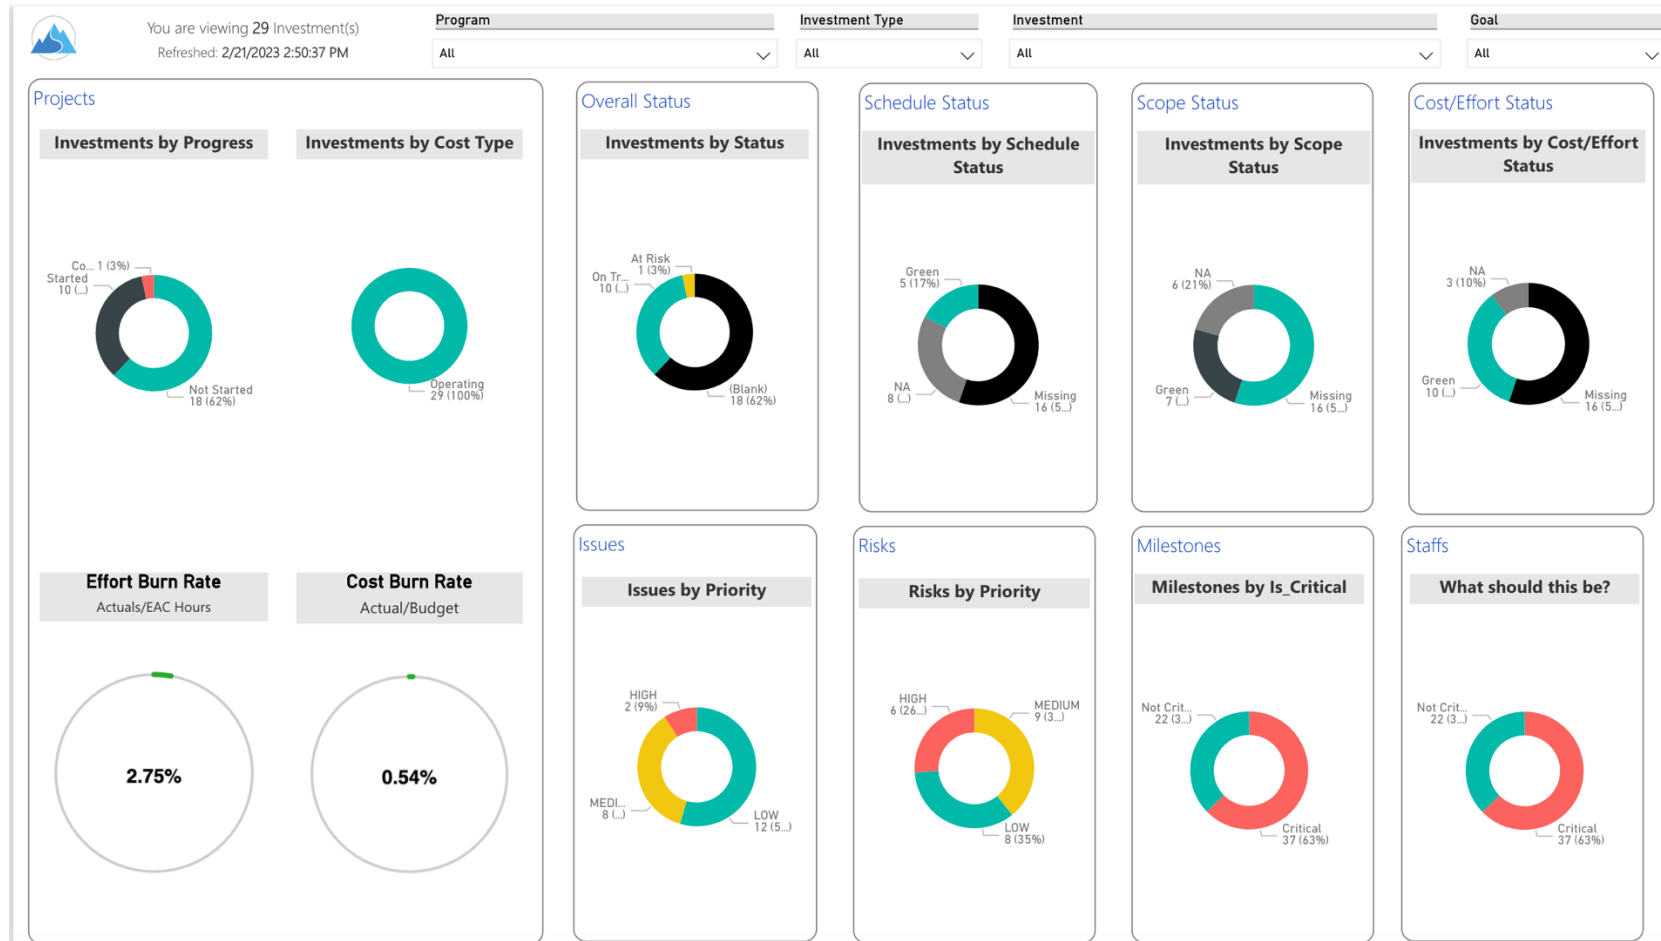 You are viewing 29 Investment(s)
Refreshed: 2/21/2023 2:50:37 PM
Program
All
Investment Type
All
Investment
All
Goal
All
Projects
Investments by Progress
Co... 1 (3%)
Started
10 (...)
Not Started
18 (62%)
Investments by Cost Type
Operating
29 (100%)
Effort Burn Rate
Actuals/EAC Hours
2.75%
Cost Burn Rate
Actual/Budget
0.54%
Overall Status
Investments by Status
At Risk
1 (3%)
On Tr...
10 (...)
(Blank)
18 (62%)
Schedule Status
Investments by Schedule
Status
Green
5 (17%)
NA
8 (...)
Missing
16 (5...)
Scope Status
Investments by Scope
Status
NA
6 (21%)
Green
7 (...)
Missing
16 (5...)
Cost/Effort Status
Investments by Cost/Effort
Status
NA
3 (10%)
Green
10 (...)
Missing
16 (5...)
Issues
Issues by Priority
HIGH
2 (9%)
MEDI...
8 (...)
LOW
12 (5...)
Risks
Risks by Priority
HIGH
6 (26...)
MEDIUM
9 (3...)
LOW
8 (35%)
Milestones
Milestones by Is_Critical
Not Crit...
22 (3...)
Critical
37 (63%)
Staffs
What should this be?
Not Crit...
22 (3...)
Critical
37 (63%)